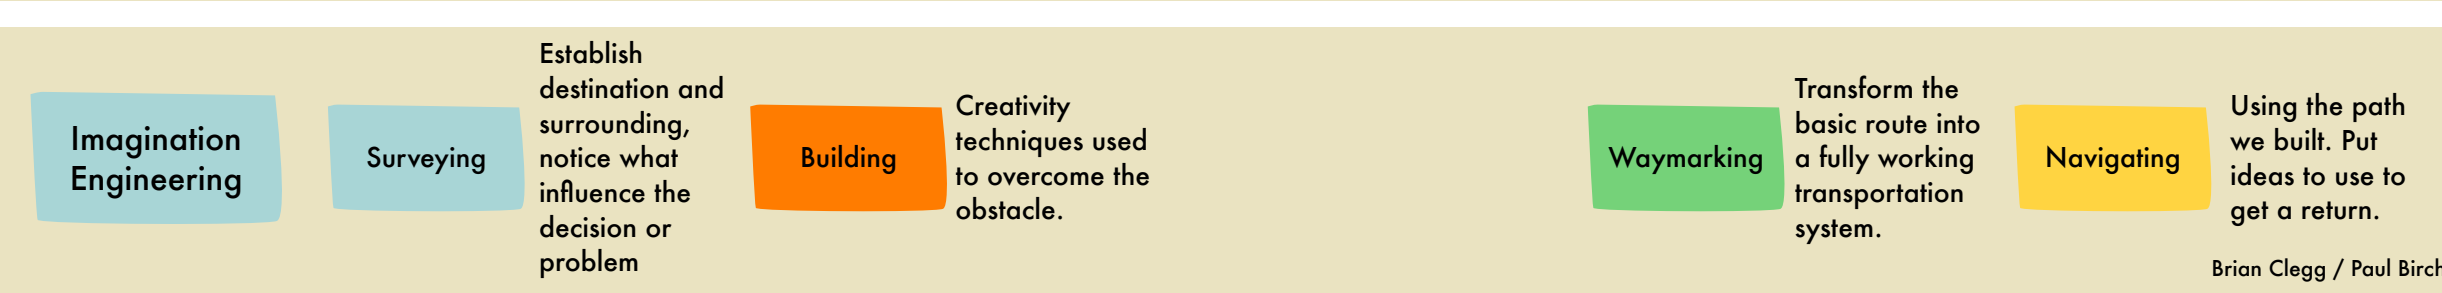 Imagination
Engineering
Surveying
Establish
destination and
surrounding,
notice what
influence the
decision or
problem
Building
Creativity
techniques used
to overcome the
obstacle.
Waymarking
Transform the
basic route into
a fully working
transportation
system.
Navigating
Using the path
we built. Put
ideas to use to
get a return.
Brian Clegg / Paul Birch